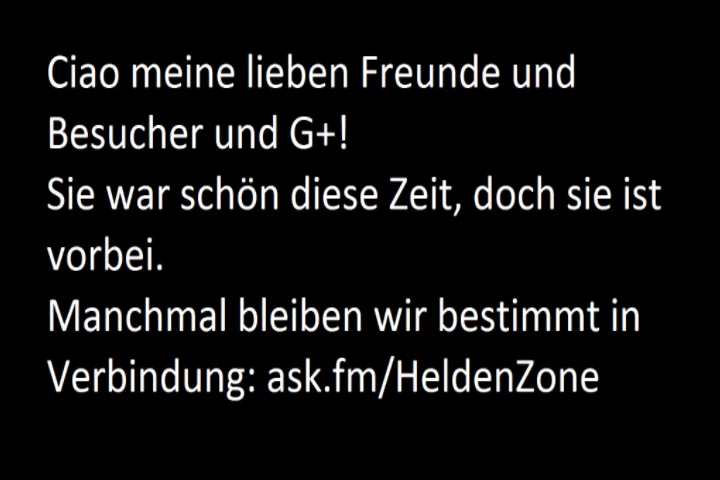 Ciao meine lieben Freunde und
Besucher und G+!
Sie war schön diese Zeit, doch sie ist
vorbei.
Manchmal bleiben wir bestimmt in
Verbindung: ask.fm/HeldenZone